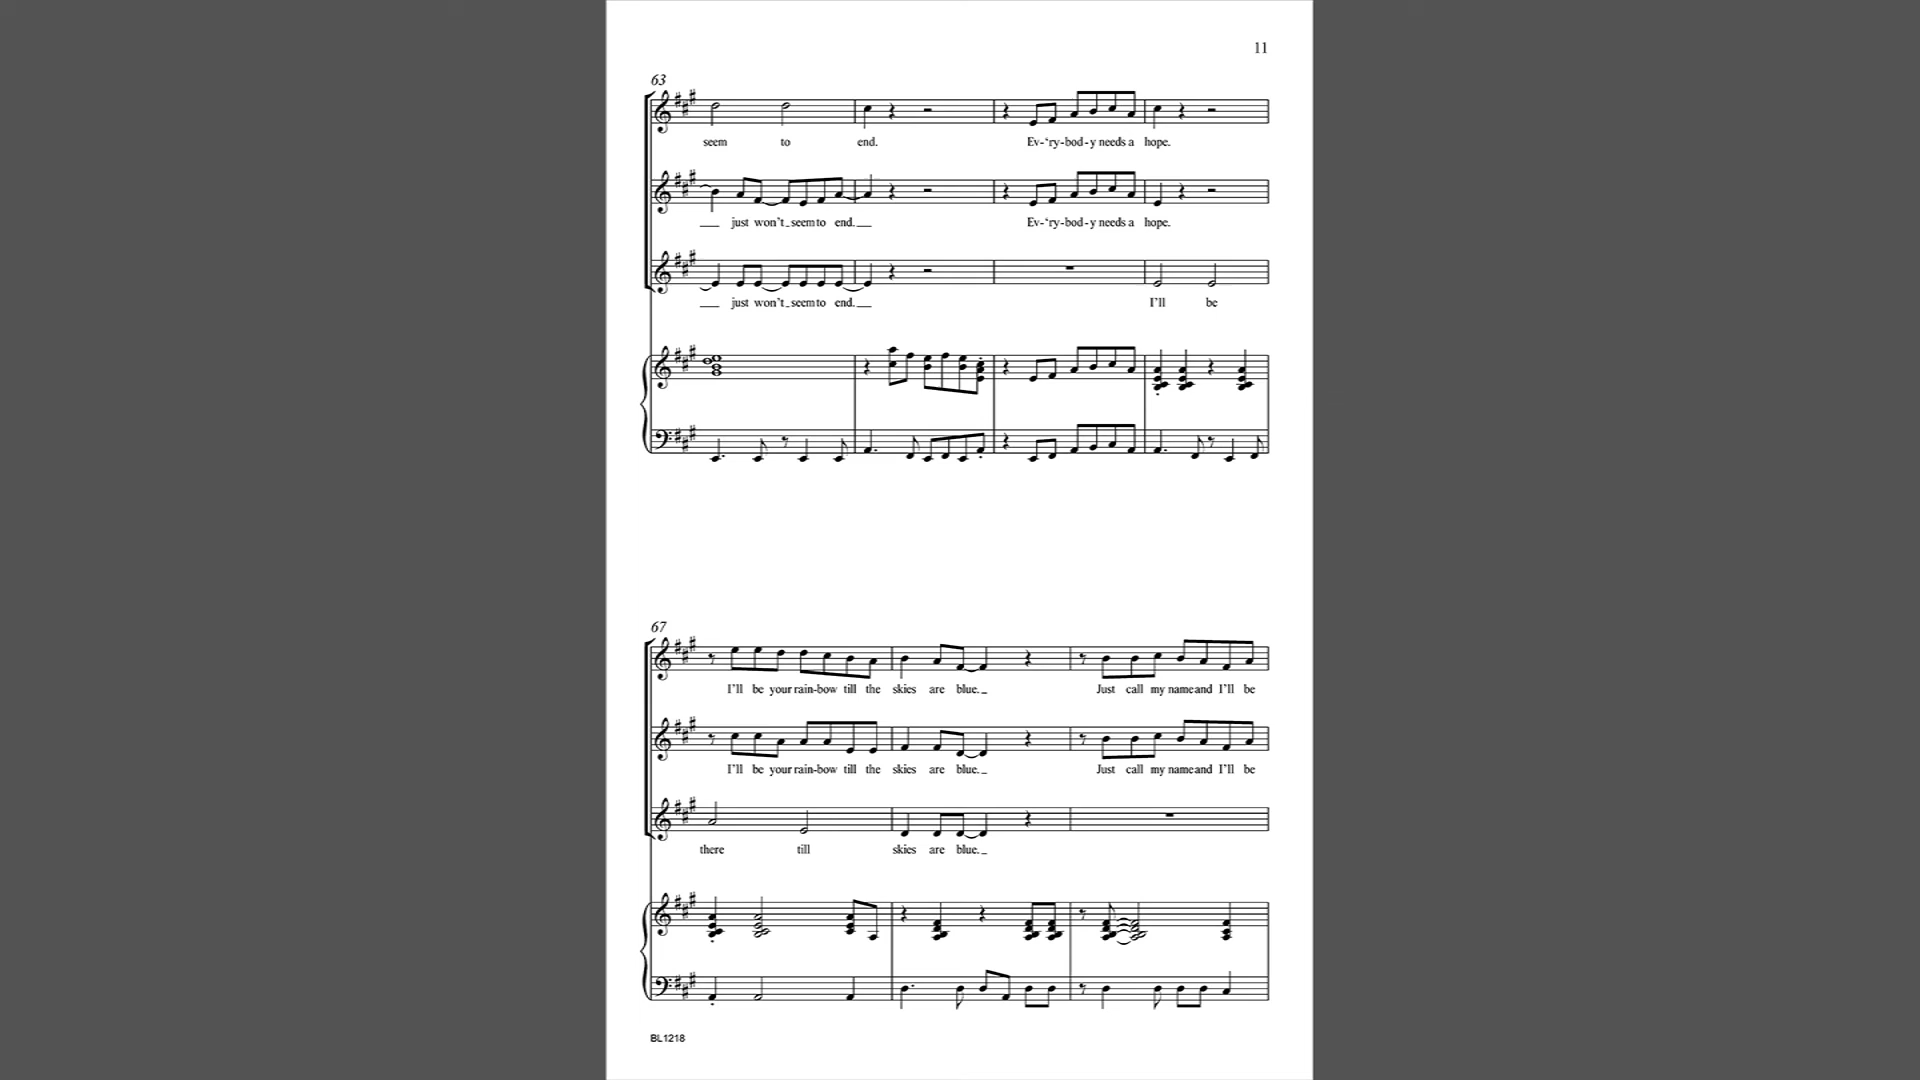 11
63
seem to end. Ev-'ry-bod-y needs a hope.
just won't seem to end. Ev-'ry-bod-y needs a hope.
just won't seem to end. I'll be
67
I'll be your rain-bow till the skies are blue. Just call my name and I'll be
I'll be your rain-bow till the skies are blue. Just call my name and I'll be
there till skies are blue.
BL1218